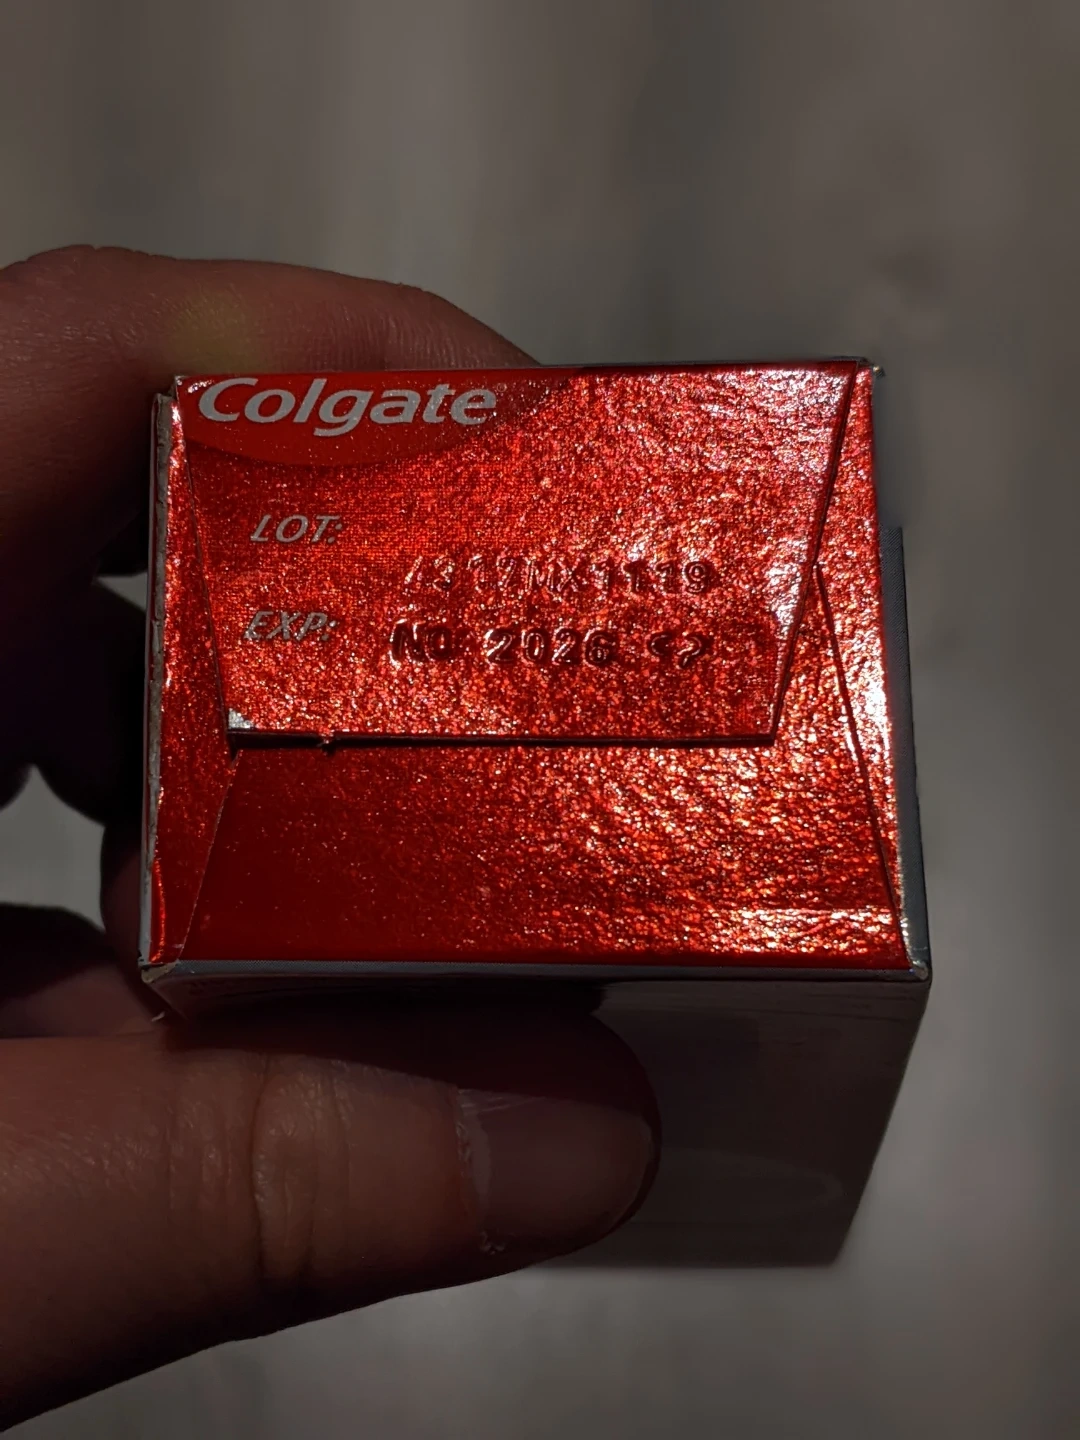 Colgate
LOT:
4312MX1119
EXP:
NO 2026